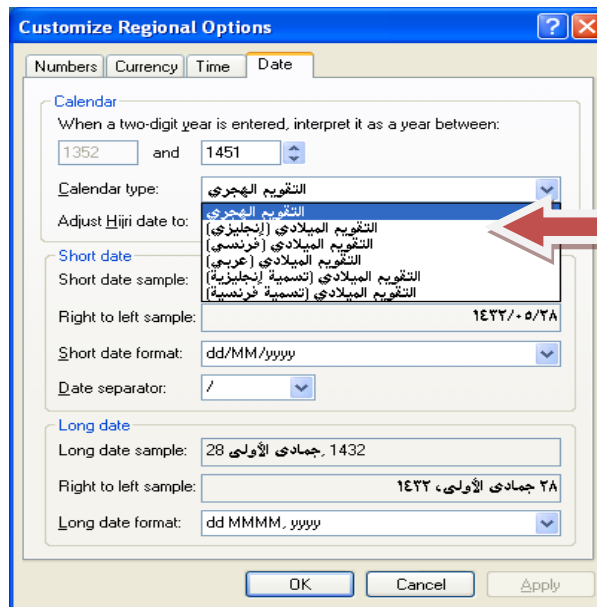 Customize Regional Options
Numbers Currency Time Date
Calendar
When a two-digit year is entered, interpret it as a year between:
1352 and 1451
Calendar type: التقويم الهجري
التقويم الهجري
Adjust Hijri date to:
التقويم الميلادي (إنجليزي)
التقويم الميلادي (فرنسي)
Short date
التقويم الميلادي (عربي)
Short date sample: التقويم الميلادي (تسمية إنجليزية)
التقويم الميلادي (تسمية فرنسية)
Right to left sample: ١٤٣٢/٠٥/٢٨
Short date format: dd/MM/yyyy
Date separator: /
Long date
Long date sample: 28 جمادى الأولى, 1432
Right to left sample: ٢٨ جمادى الأولى، ١٤٣٢
Long date format: dd MMMM, yyyy
OK Cancel Apply